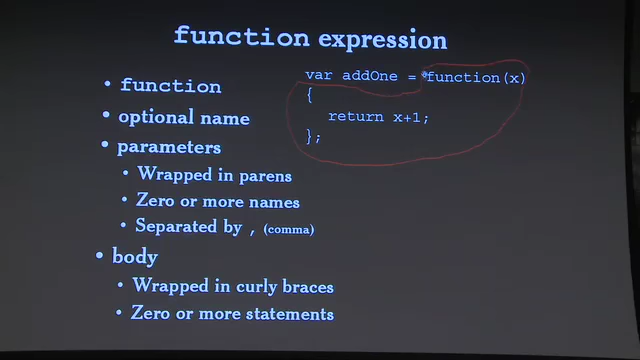 function expression
• function
• optional name
• parameters
• Wrapped in parens
• Zero or more names
• Separated by , (comma)
• body
• Wrapped in curly braces
• Zero or more statements
var addOne = function(x)
{
return x+1;
};